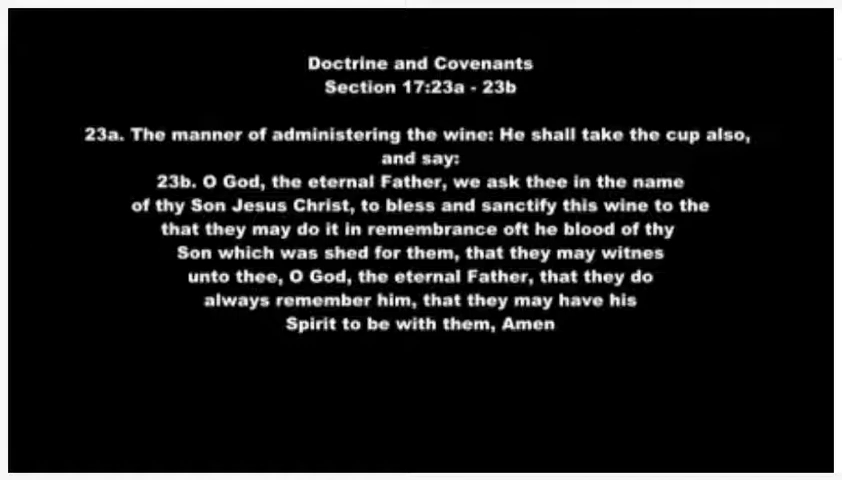 Doctrine and Covenants
Section 17:23a - 23b
23a. The manner of administering the wine: He shall take the cup also,
and say:
23b. O God, the eternal Father, we ask thee in the name
of thy Son Jesus Christ, to bless and sanctify this wine to the
that they may do it in remembrance oft he blood of thy
Son which was shed for them, that they may witnes
unto thee, O God, the eternal Father, that they do
always remember him, that they may have his
Spirit to be with them, Amen